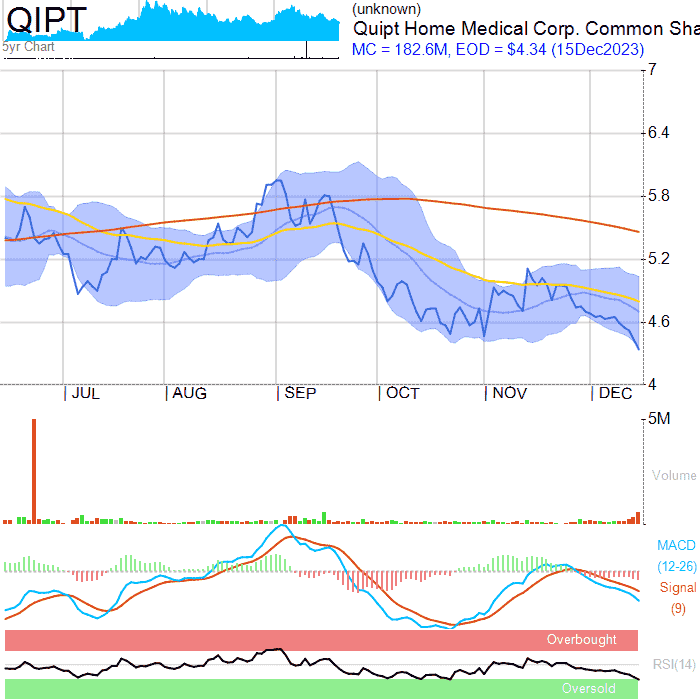 QIPT
5yr Chart
(unknown)
Quipt Home Medical Corp. Common Sha
MC = 182.6M, EOD = $4.34 (15Dec2023)
7
6.4
5.8
5.2
4.6
4
JUL AUG SEP OCT NOV DEC
5M
Volume
MACD
(12-26)
Signal
(9)
Overbought
RSI(14)
Oversold